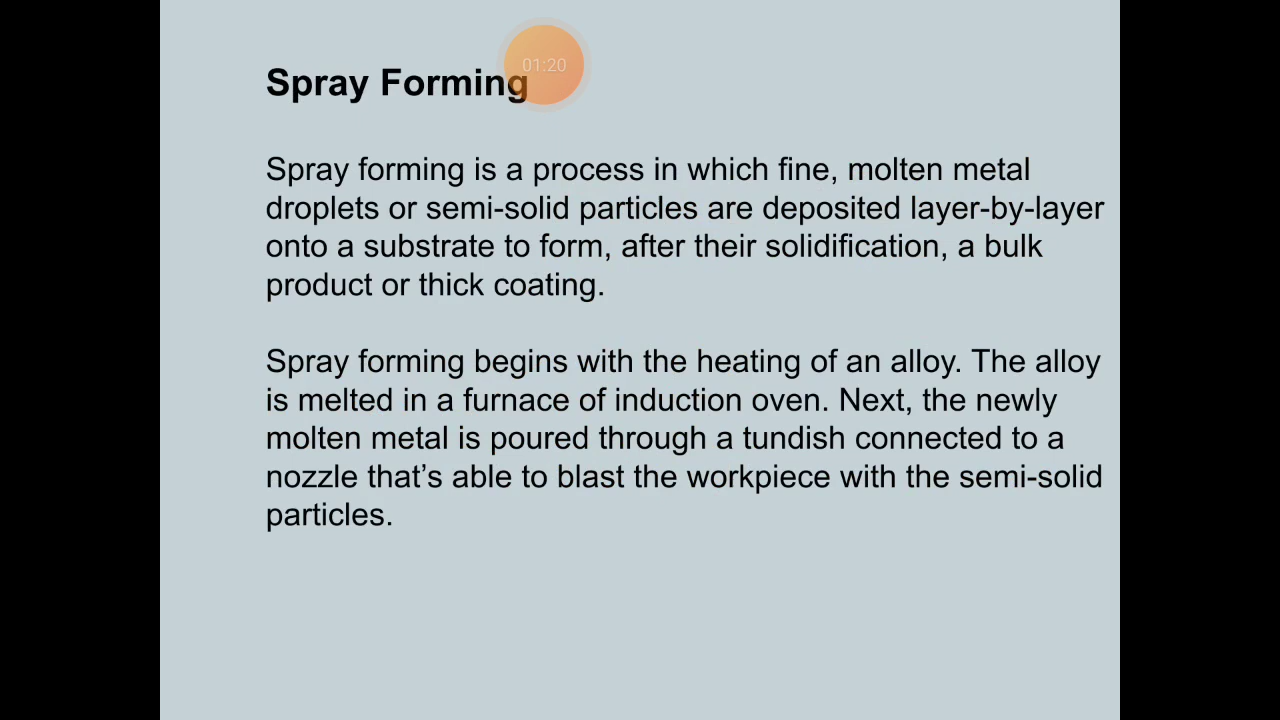 Spray Forming
01:20
Spray forming is a process in which fine, molten metal
droplets or semi-solid particles are deposited layer-by-layer
onto a substrate to form, after their solidification, a bulk
product or thick coating.
Spray forming begins with the heating of an alloy. The alloy
is melted in a furnace of induction oven. Next, the newly
molten metal is poured through a tundish connected to a
nozzle that’s able to blast the workpiece with the semi-solid
particles.